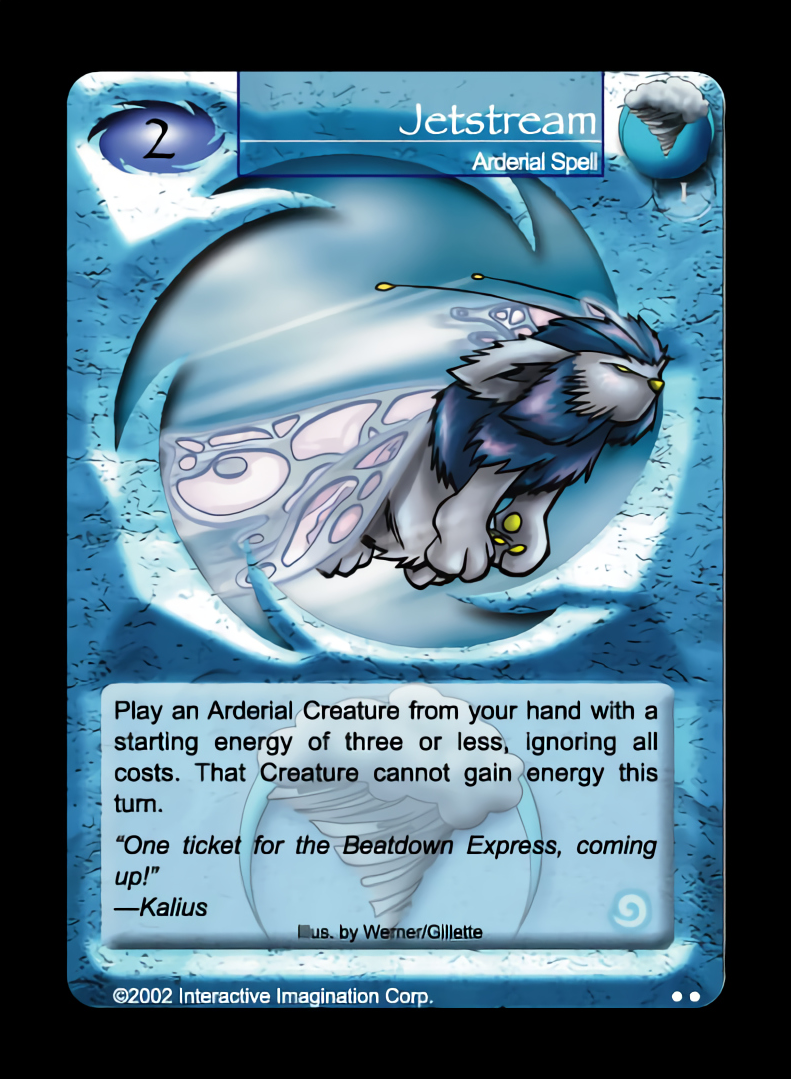 2
Jetstream
Arderial Spell
1
Play an Arderial Creature from your hand with a
starting energy of three or less, ignoring all
costs. That Creature cannot gain energy this
turn.
“One ticket for the Beatdown Express, coming
up!”
—Kalius
Illus. by Werner/Gillette
©2002 Interactive Imagination Corp.